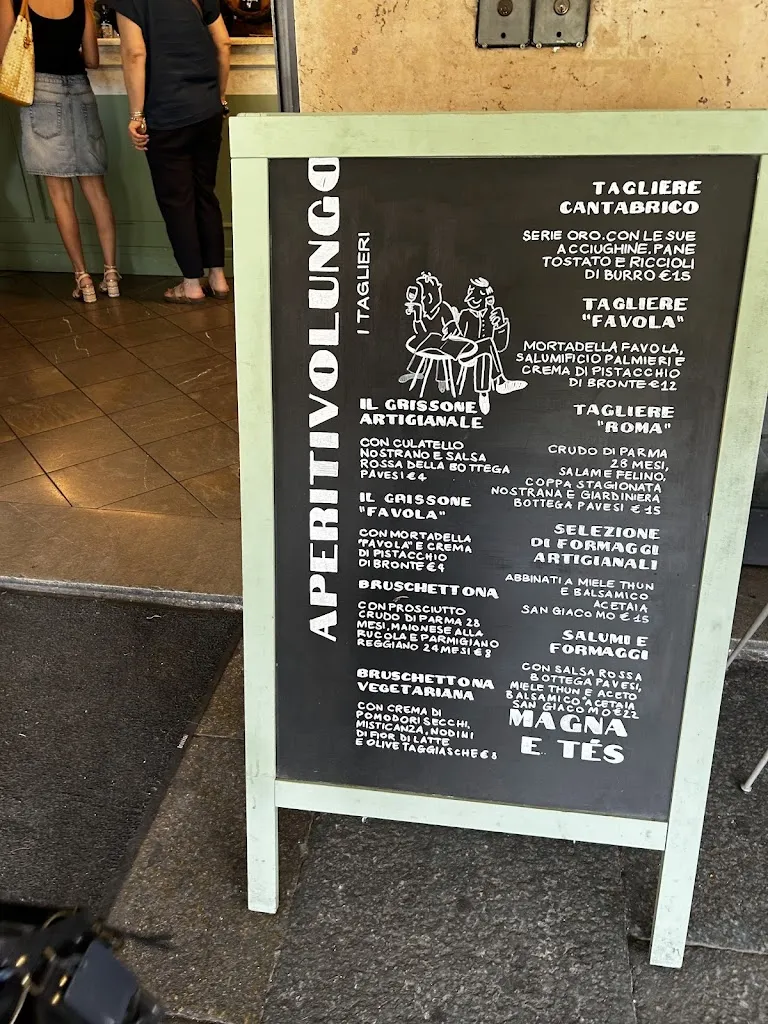 APERITIVOLUNGO
I TAGLIERI
IL GRISSONE
ARTIGIANALE
CON CULATELLO
NOSTRANO E SALSA
ROSSA DELLA BOTTEGA
PAVESI €4
IL GRISSONE
"FAVOLA"
CON MORTADELLA
"FAVOLA" E CREMA
DI PISTACCHIO
DI BRONTE €4
BRUSCHETTONA
CON PROSCIUTTO
CRUDO DI PARMA 28
MESI, MAIONESE ALLA
RUCOLA E PARMIGIANO
REGGIANO 24 MESI € 8
BRUSCHETTONA
VEGETARIANA
CON CREMA DI
POMODORI SECCHI,
MISTICANZA, NODINI
DI FIOR DI LATTE
E OLIVE TAGGIASCHE € 8
TAGLIERE
CANTABRICO
SERIE ORO. CON LE SUE
ACCIUGHINE. PANE
TOSTATO E RICCIOLI
DI BURRO €15
TAGLIERE
"FAVOLA"
MORTADELLA FAVOLA,
SALUMIFICIO PALMIERI E
CREMA DI PISTACCHIO
DI BRONTE €12
TAGLIERE
"ROMA"
CRUDO DI PARMA
28 MESI,
SALAME FELINO,
COPPA STAGIONATA
NOSTRANA E GIARDINIERA
BOTTEGA PAVESI € 15
SELEZIONE
DI FORMAGGI
ARTIGIANALI
ABBINATI A MIELE THUN
E BALSAMICO
ACETAIA
SAN GIACOMO € 15
SALUMI E
FORMAGGI
CON SALSA ROSSA
BOTTEGA PAVESI,
MIELE THUN E ACETO
BALSAMICO ACETAIA
SAN GIACOMO €22
MAGNA
E TÉS